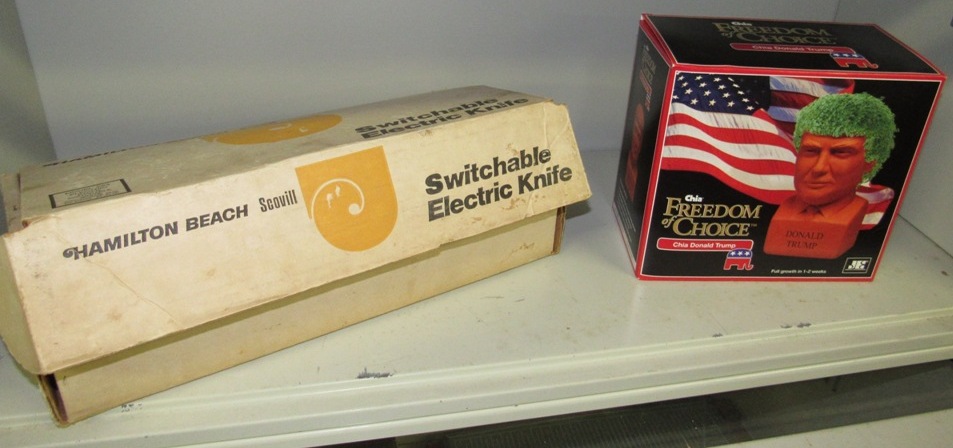 Switchable
Electric Knife
HAMILTON BEACH Scovill
Switchable
Electric Knife
Chia
FREEDOM
of CHOICE
Chia Donald Trump
Chia
FREEDOM
of CHOICE™
Chia Donald Trump
DONALD
TRUMP
Full growth in 1-2 weeks